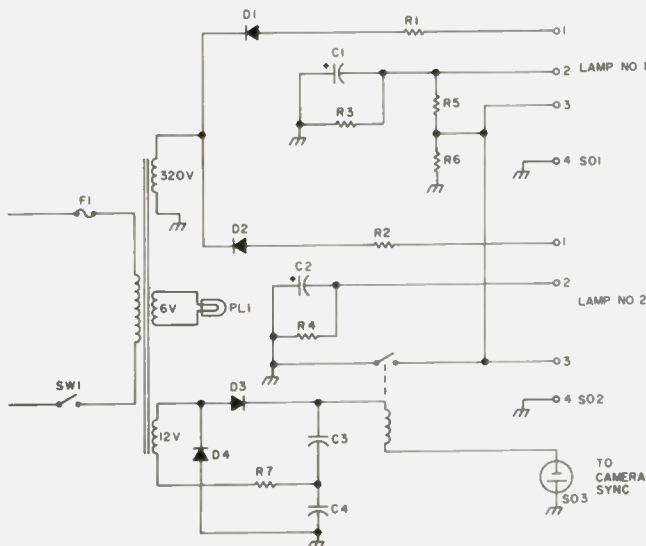 D1
R1
1
C1
+
2 LAMP NO 1
R3
R5
3
R6
4 SO1
320V
F1
D2
R2
1
C2
+
2
LAMP NO 2
6V
PL1
R4
3
SW1
D3
4 SO2
12V
D4
C3
R7
C4
TO
CAMERA
SYNC
SO3